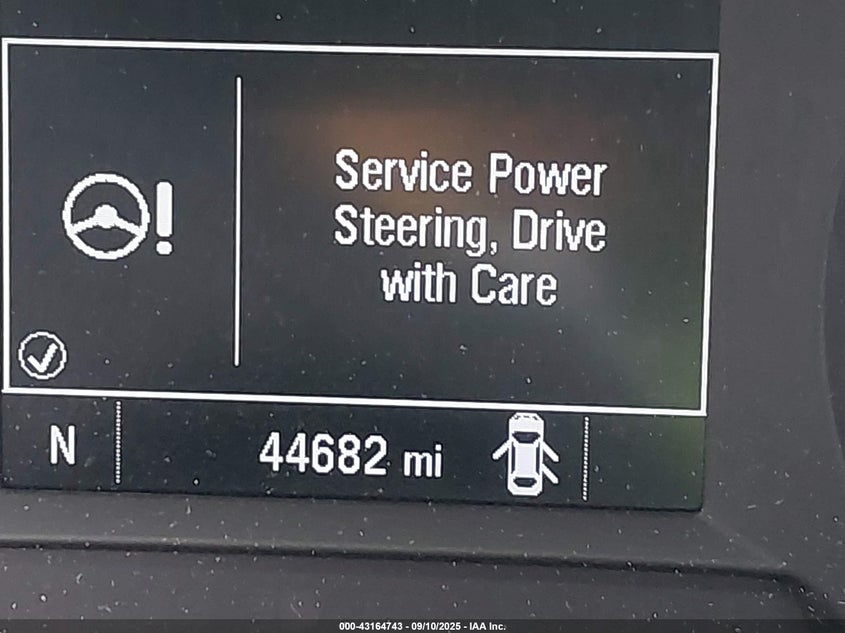 Service Power
Steering, Drive
with Care
N
44682 mi
000-43164743 - 09/10/2025 - IAA Inc.